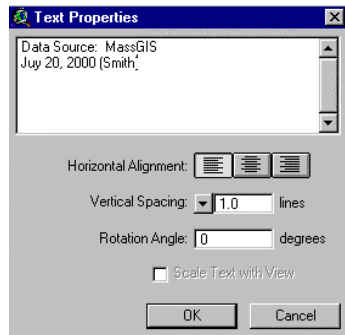 Text Properties
Data Source: MassGIS
Juy 20, 2000 (Smith
Horizontal Alignment:
Vertical Spacing: 1.0 lines
Rotation Angle: 0 degrees
Scale Text with View
OK Cancel